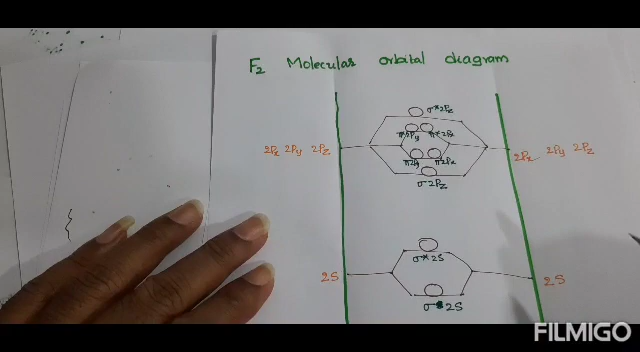 F2 Molecular orbital diagram
σ*2Pz
π*2Py π*2Px
2Px 2Py 2Pz
2Px 2Py 2Pz
π2Py π2Px
σ2Pz
σ*2S
2S
2S
σ 2S
FILMIGO